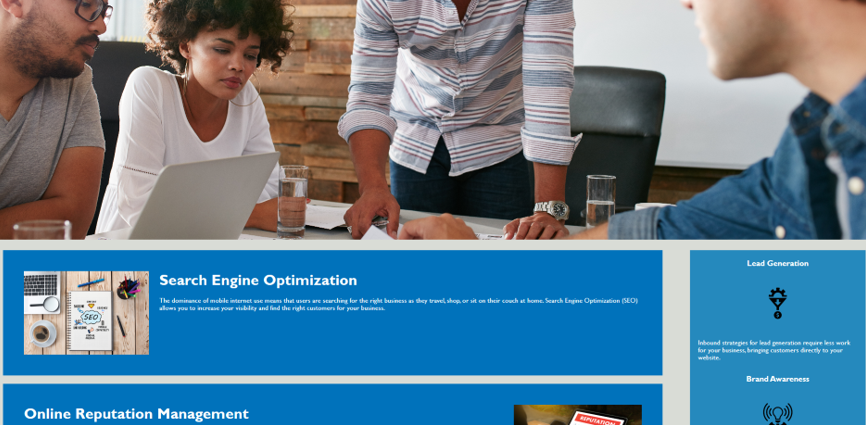 Search Engine Optimization
The dominance of mobile internet use means that users are searching for the right business as they travel, shop, or sit on their couch at home. Search Engine Optimization (SEO)
allows you to increase your visibility and find the right customers for your business.
SEO
Online Reputation Management
REPUTATION
Lead Generation
Inbound strategies for lead generation require less work
for your business, bringing customers directly to your
website.
Brand Awareness